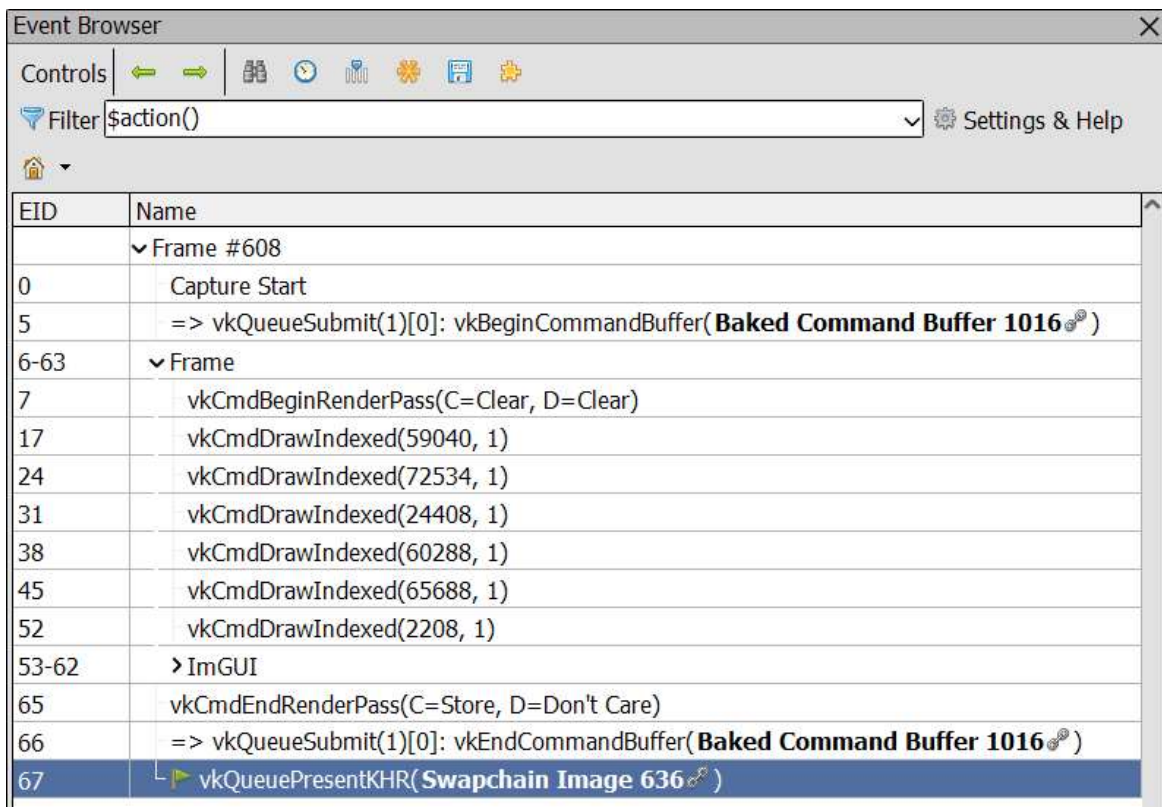 Event Browser
Controls
Filter $action() Settings & Help
EID Name
Frame #608
0 Capture Start
5 => vkQueueSubmit(1)[0]: vkBeginCommandBuffer(Baked Command Buffer 1016)
6-63 Frame
7 vkCmdBeginRenderPass(C=Clear, D=Clear)
17 vkCmdDrawIndexed(59040, 1)
24 vkCmdDrawIndexed(72534, 1)
31 vkCmdDrawIndexed(24408, 1)
38 vkCmdDrawIndexed(60288, 1)
45 vkCmdDrawIndexed(65688, 1)
52 vkCmdDrawIndexed(2208, 1)
53-62 ImGUI
65 vkCmdEndRenderPass(C=Store, D=Don't Care)
66 => vkQueueSubmit(1)[0]: vkEndCommandBuffer(Baked Command Buffer 1016)
67 vkQueuePresentKHR(Swapchain Image 636)